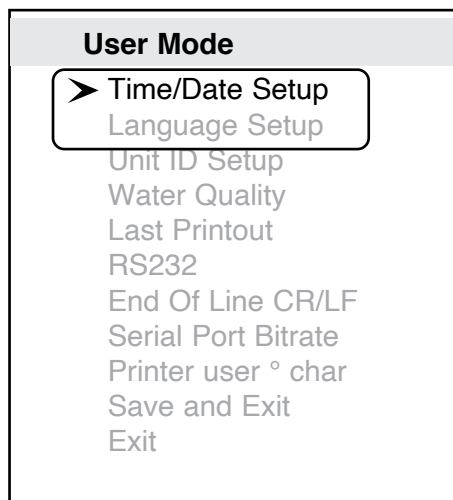 User Mode
Time/Date Setup
Language Setup
Unit ID Setup
Water Quality
Last Printout
RS232
End Of Line CR/LF
Serial Port Bitrate
Printer user ° char
Save and Exit
Exit